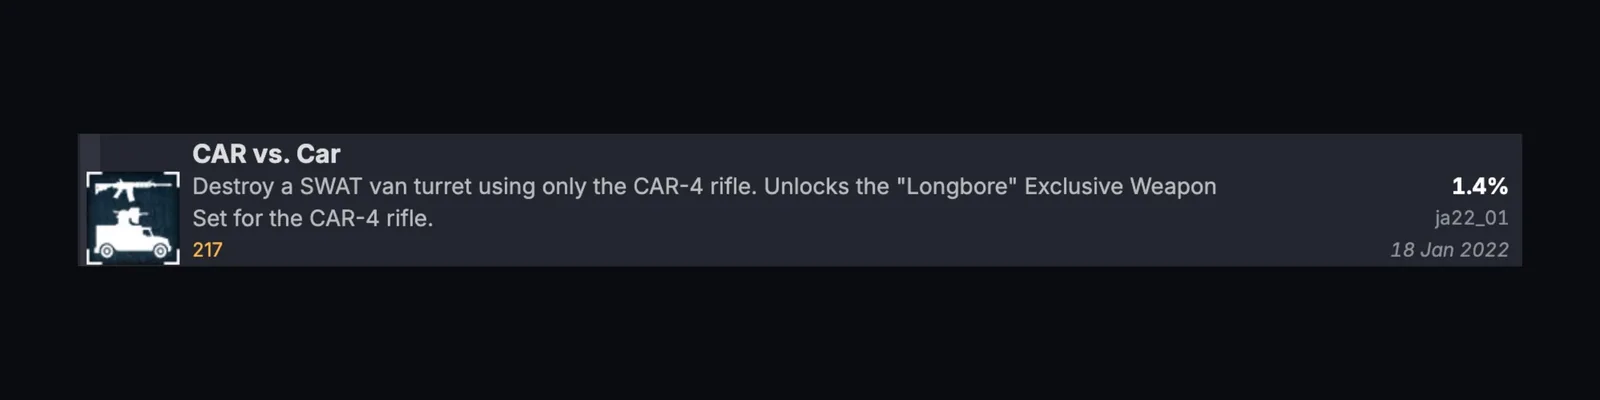 CAR vs. Car
Destroy a SWAT van turret using only the CAR-4 rifle. Unlocks the "Longbore" Exclusive Weapon
Set for the CAR-4 rifle.
217
1.4%
ja22_01
18 Jan 2022